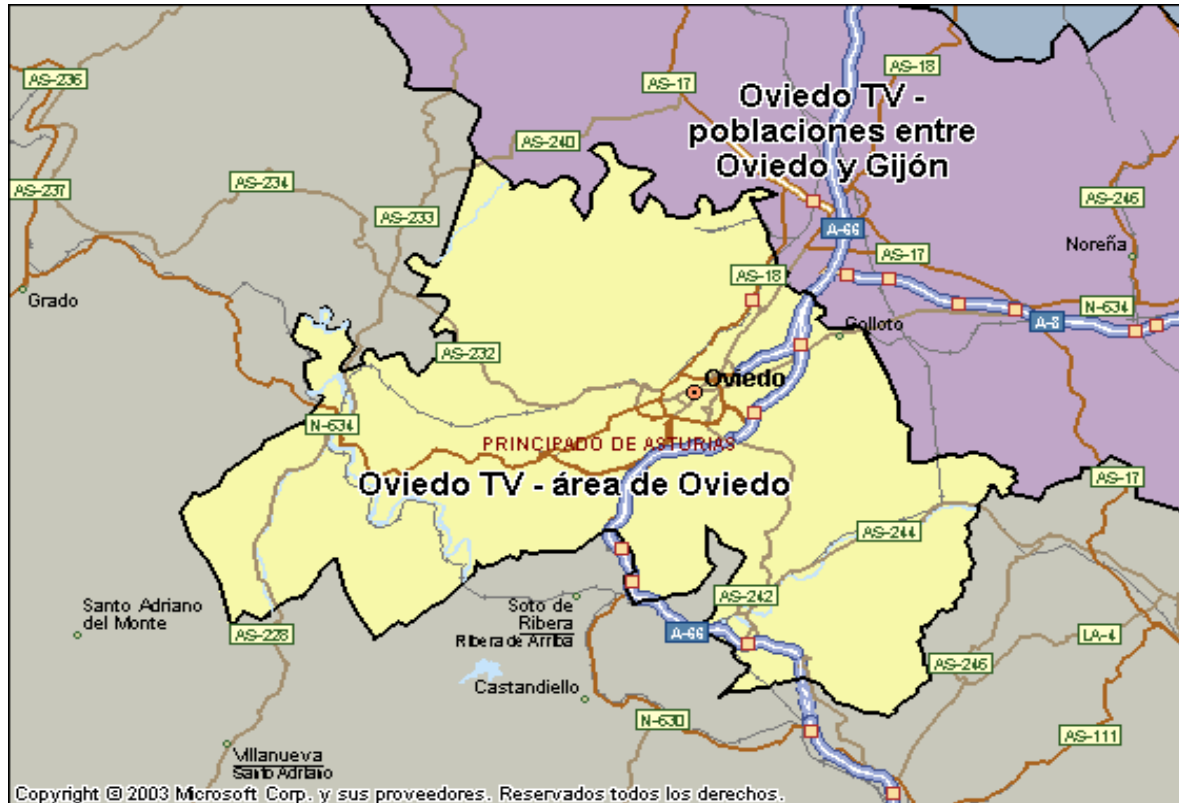 AS-236
AS-17
AS-18
Oviedo TV -
poblaciones entre
Oviedo y Gijón
AS-240
AS-237
AS-234
AS-233
AS-246
A-66
Noreña
AS-17
AS-18
Grado
N-634
A-8
Colloto
AS-232
Oviedo
N-634
PRINCIPADO DE ASTURIAS
Oviedo TV - área de Oviedo
AS-17
AS-244
Santo Adriano
del Monte
AS-228
Soto de
Ribera
Ribera de Arriba
AS-242
A-66
LA-4
AS-246
Castandiello
N-630
AS-111
Villanueva
Santo Adriano
Copyright © 2003 Microsoft Corp. y sus proveedores. Reservados todos los derechos.